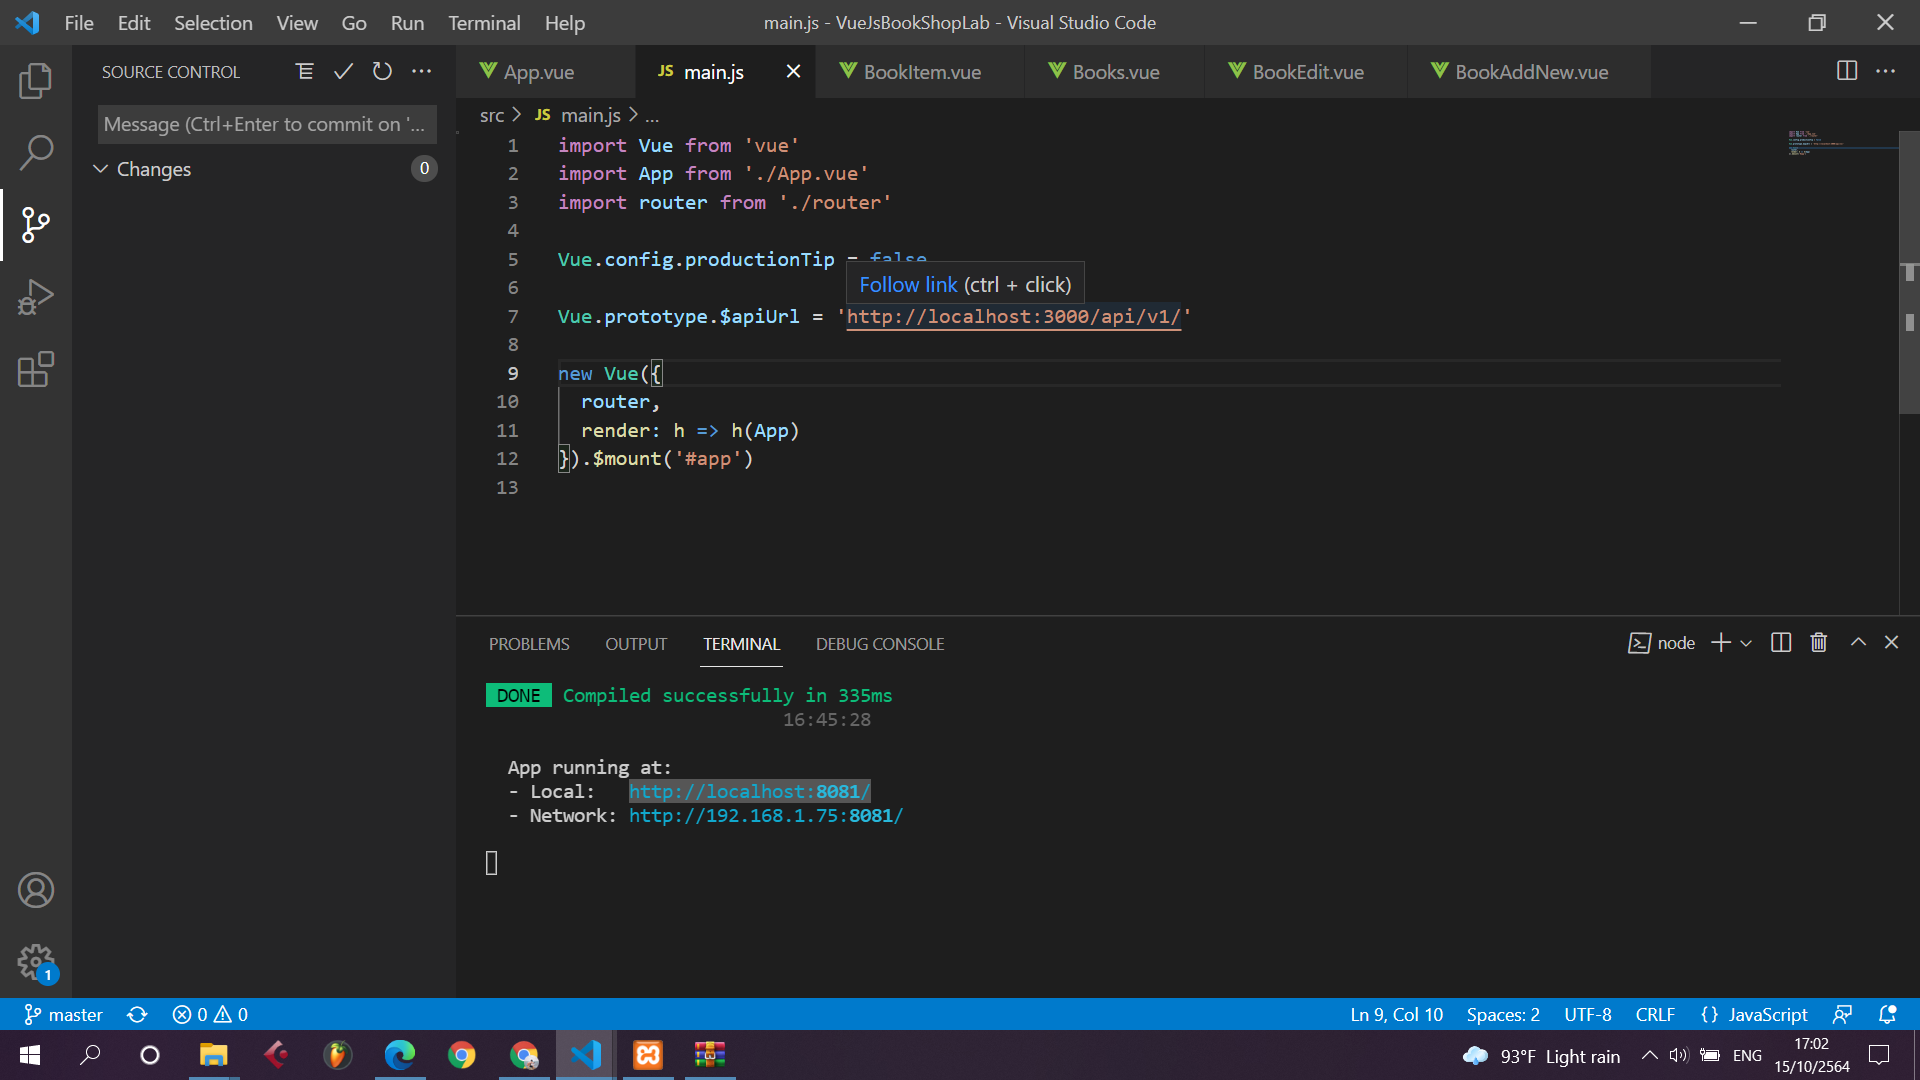 File Edit Selection View Go Run Terminal Help
main.js - VueJsBookShopLab - Visual Studio Code
SOURCE CONTROL
Message (Ctrl+Enter to commit on '...
Changes 0
App.vue
JS main.js
BookItem.vue
Books.vue
BookEdit.vue
BookAddNew.vue
src > JS main.js > ...
1 import Vue from 'vue'
2 import App from './App.vue'
3 import router from './router'
4
5 Vue.config.productionTip = false
6
Follow link (ctrl + click)
7 Vue.prototype.$apiUrl = 'http://localhost:3000/api/v1/'
8
9 new Vue({
10   router,
11   render: h => h(App)
12 }).$mount('#app')
13
PROBLEMS OUTPUT TERMINAL DEBUG CONSOLE
node
DONE Compiled successfully in 335ms
16:45:28
App running at:
- Local: http://localhost:8081/
- Network: http://192.168.1.75:8081/
1
master 0 0
Ln 9, Col 10 Spaces: 2 UTF-8 CRLF {} JavaScript
93°F Light rain ENG
17:02
15/10/2564